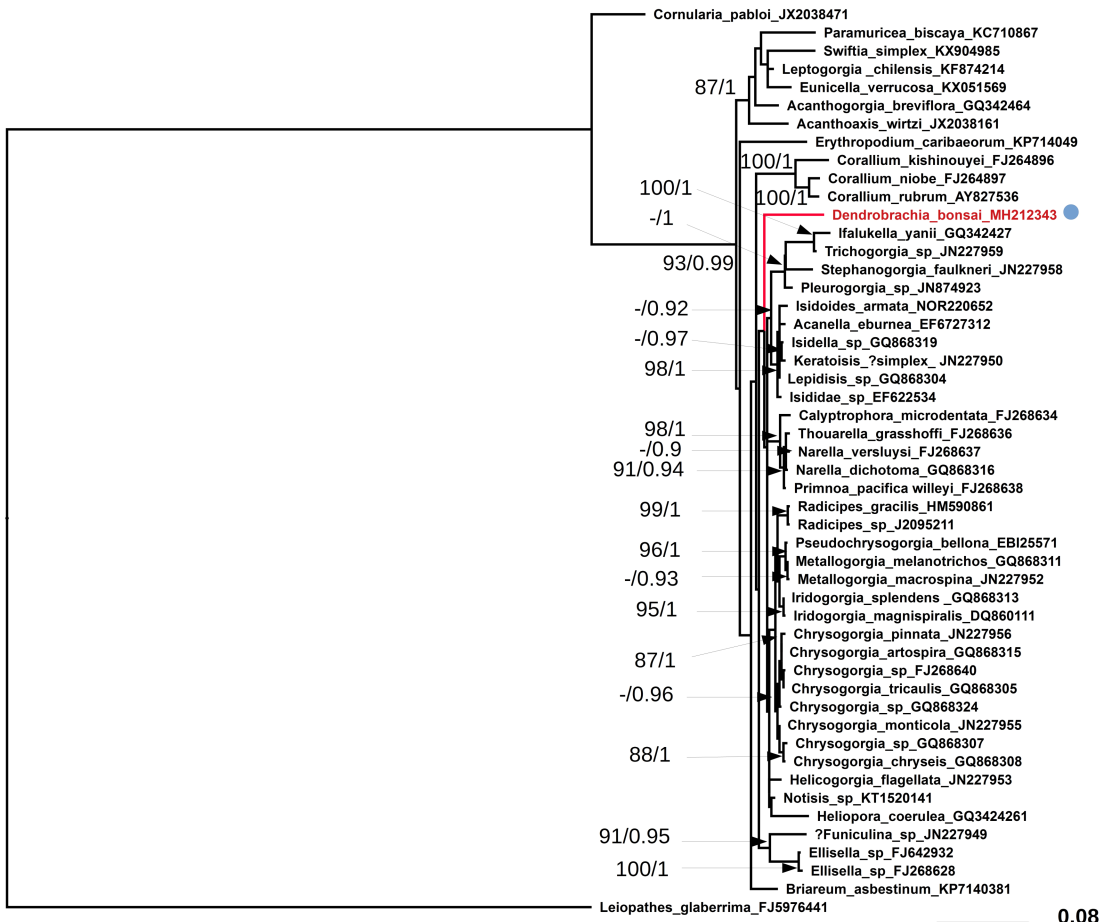 Cornularia_pabloi_JX2038471
Paramuricea_biscaya_KC710867
Swiftia_simplex_KX904985
Leptogorgia _chilensis_KF874214
87/1
Eunicella_verrucosa_KX051569
Acanthogorgia_breviflora_GQ342464
Acanthoaxis_wirtzi_JX2038161
Erythropodium_caribaeorum_KP714049
100/1
Corallium_kishinouyei_FJ264896
Corallium_niobe_FJ264897
100/1
100/1
Corallium_rubrum_AY827536
-/1
Dendrobrachia_bonsai_MH212343
Ifalukella_yanii_GQ342427
Trichogorgia_sp_JN227959
93/0.99
Stephanogorgia_faulkneri_JN227958
Pleurogorgia_sp_JN874923
-/0.92
Isidoides_armata_NOR220652
Acanella_eburnea_EF6727312
-/0.97
Isidella_sp_GQ868319
Keratoisis_?simplex_ JN227950
98/1
Lepidisis_sp_GQ868304
Isididae_sp_EF622534
Calyptrophora_microdentata_FJ268634
98/1
Thouarella_grasshoffi_FJ268636
-/0.9
Narella_versluysi_FJ268637
91/0.94
Narella_dichotoma_GQ868316
Primnoa_pacifica willeyi_FJ268638
99/1
Radicipes_gracilis_HM590861
Radicipes_sp_J2095211
96/1
Pseudochrysogorgia_bellona_EBI25571
Metallogorgia_melanotrichos_GQ868311
-/0.93
Metallogorgia_macrospina_JN227952
Iridogorgia_splendens _GQ868313
95/1
Iridogorgia_magnispiralis_DQ860111
Chrysogorgia_pinnata_JN227956
87/1
Chrysogorgia_artospira_GQ868315
Chrysogorgia_sp_FJ268640
-/0.96
Chrysogorgia_tricaulis_GQ868305
Chrysogorgia_sp_GQ868324
Chrysogorgia_monticola_JN227955
88/1
Chrysogorgia_sp_GQ868307
Chrysogorgia_chryseis_GQ868308
Helicogorgia_flagellata_JN227953
Notisis_sp_KT1520141
Heliopora_coerulea_GQ3424261
91/0.95
?Funiculina_sp_JN227949
Ellisella_sp_FJ642932
100/1
Ellisella_sp_FJ268628
Briareum_asbestinum_KP7140381
Leiopathes_glaberrima_FJ5976441
0.08